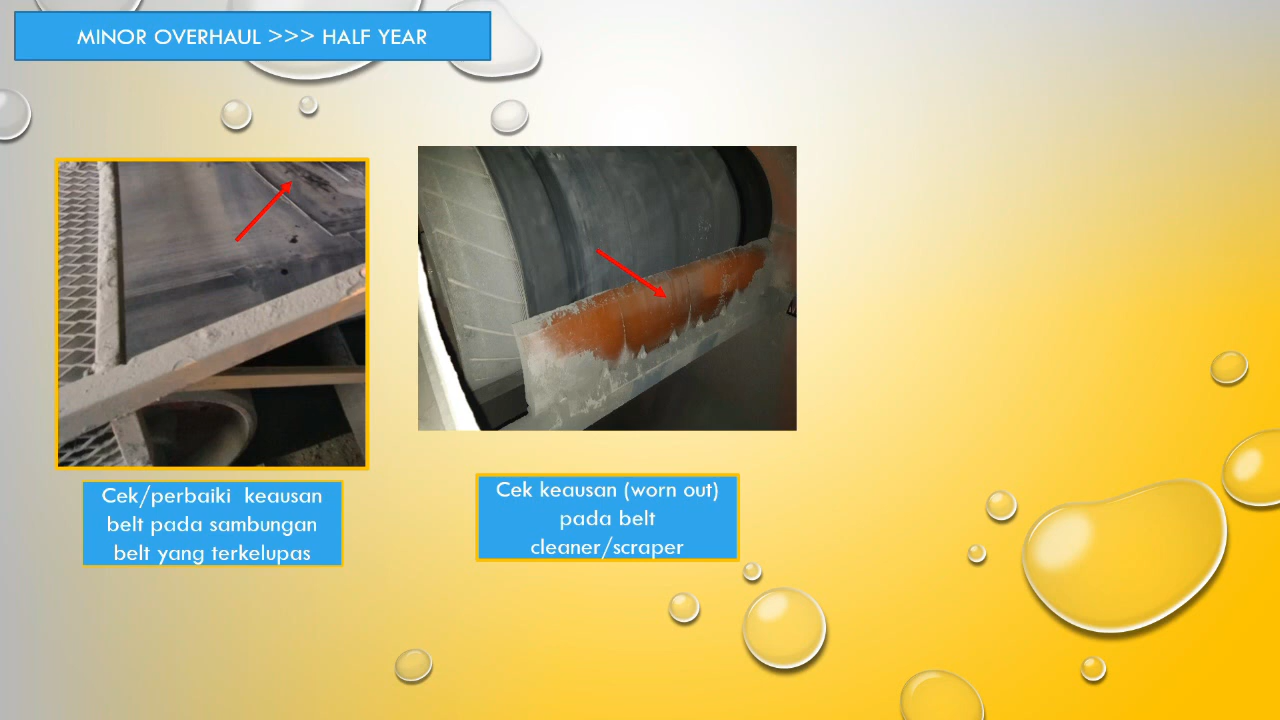 MINOR OVERHAUL >>> HALF YEAR
Cek/perbaiki keausan
belt pada sambungan
belt yang terkelupas
Cek keausan (worn out)
pada belt
cleaner/scraper